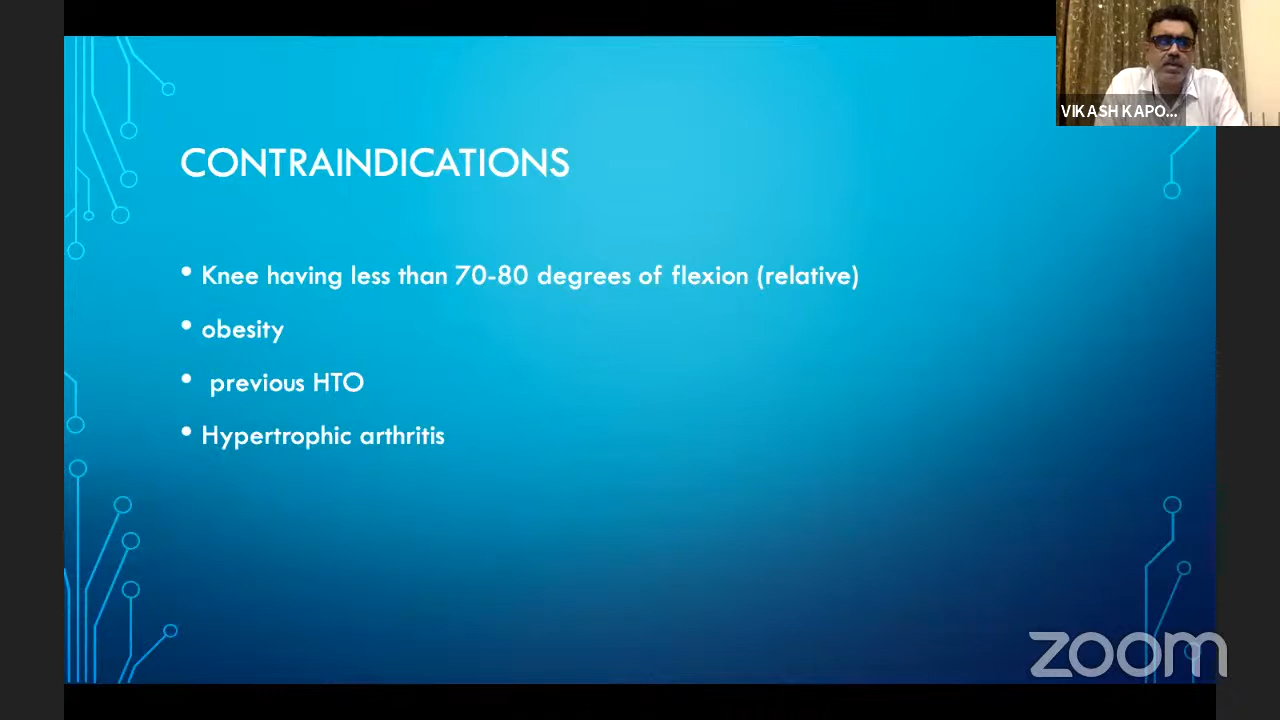 VIKASH KAPO...
CONTRAINDICATIONS
• Knee having less than 70-80 degrees of flexion (relative)
• obesity
• previous HTO
• Hypertrophic arthritis
zoom